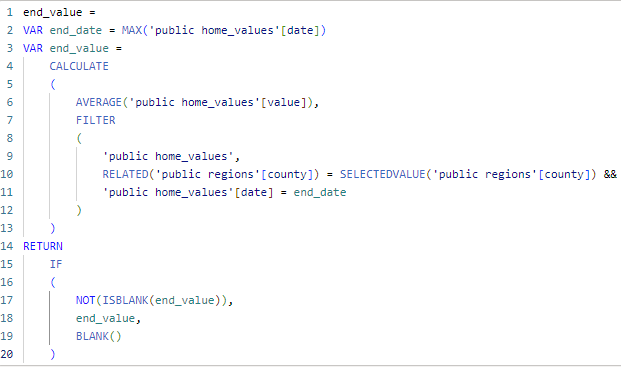 1 end_value =
2 VAR end_date = MAX('public home_values'[date])
3 VAR end_value =
4 CALCULATE
5 (
6 AVERAGE('public home_values'[value]),
7 FILTER
8 (
9 'public home_values',
10 RELATED('public regions'[county]) = SELECTEDVALUE('public regions'[county]) &&
11 'public home_values'[date] = end_date
12 )
13 )
14 RETURN
15 IF
16 (
17 NOT(ISBLANK(end_value)),
18 end_value,
19 BLANK()
20 )